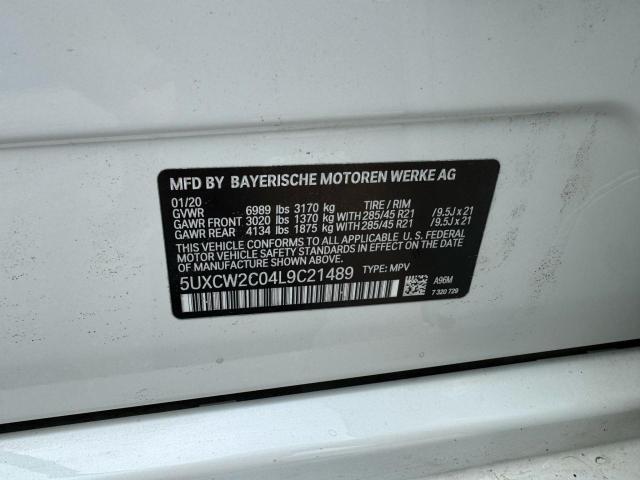 MFD BY BAYERISCHE MOTOREN WERKE AG
01/20 TIRE / RIM
GVWR 6989 lbs 3170 kg
GAWR FRONT 3020 lbs 1370 kg WITH 285/45 R21 /9.5J x 21
GAWR REAR 4134 lbs 1875 kg WITH 285/45 R21 /9.5J x 21
THIS VEHICLE CONFORMS TO ALL APPLICABLE U. S. FEDERAL
MOTOR VEHICLE SAFETY STANDARDS IN EFFECT ON THE
DATE OF MANUFACTURE SHOWN ABOVE.
5UXCW2C04L9C21489 TYPE: MPV
A96M
7 320 729